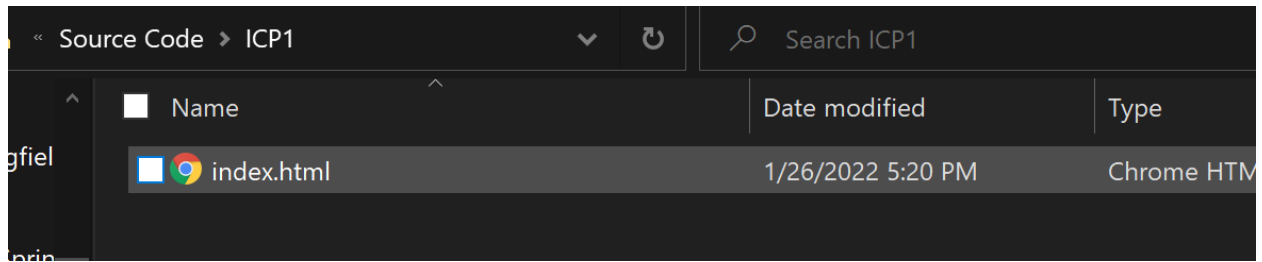 « Source Code > ICP1 Search ICP1
Name Date modified Type
gfiel
index.html 1/26/2022 5:20 PM Chrome HTM